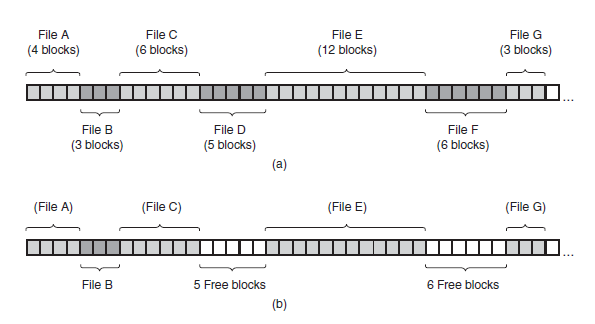 File A
(4 blocks)
File C
(6 blocks)
File E
(12 blocks)
File G
(3 blocks)
...
File B
(3 blocks)
File D
(5 blocks)
File F
(6 blocks)
(a)
(File A)
(File C)
(File E)
(File G)
...
File B
5 Free blocks
6 Free blocks
(b)